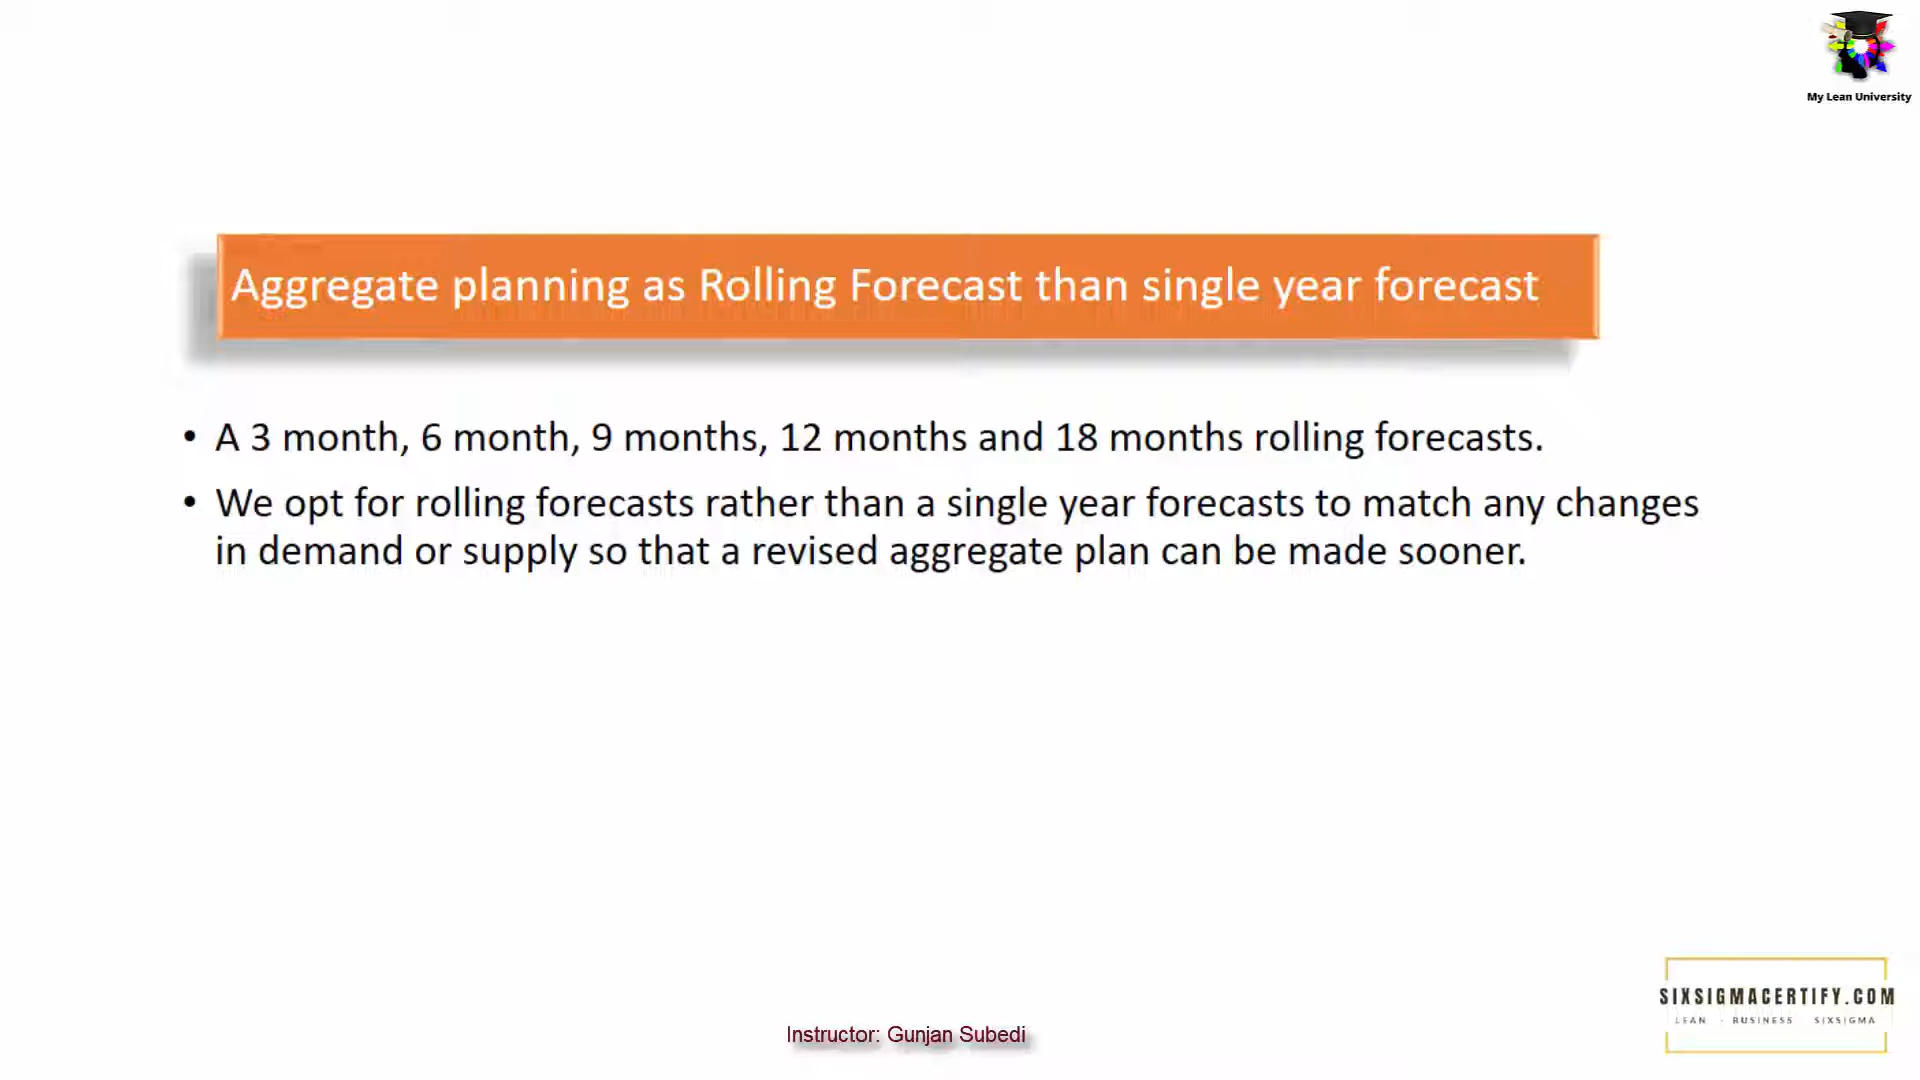 My Lean University
Aggregate planning as Rolling Forecast than single year forecast
• A 3 month, 6 month, 9 months, 12 months and 18 months rolling forecasts.
• We opt for rolling forecasts rather than a single year forecasts to match any changes
in demand or supply so that a revised aggregate plan can be made sooner.
SIXSIGMACERTIFY.COM
LEAN - BUSINESS SIXSIGMA
Instructor: Gunjan Subedi